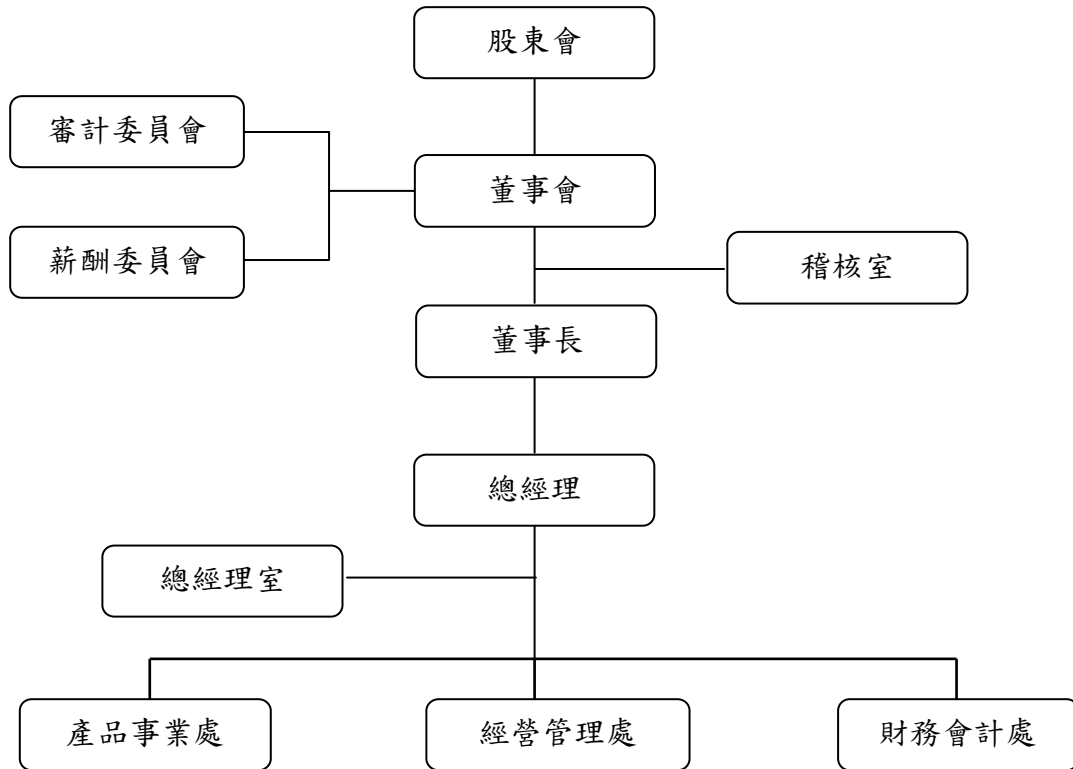 股東會
審計委員會
董事會
薪酬委員會
稽核室
董事長
總經理
總經理室
產品事業處
經營管理處
財務會計處